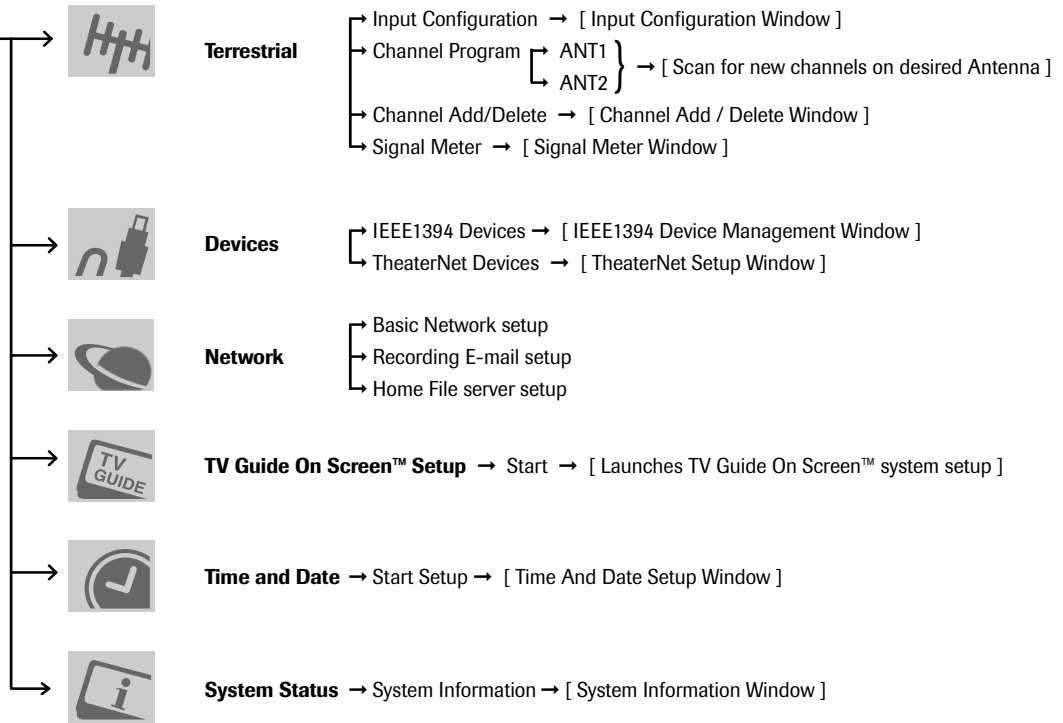 Terrestrial
Input Configuration → [ Input Configuration Window ]
Channel Program
ANT1
ANT2
} → [ Scan for new channels on desired Antenna ]
Channel Add/Delete → [ Channel Add / Delete Window ]
Signal Meter → [ Signal Meter Window ]
Devices
IEEE1394 Devices → [ IEEE1394 Device Management Window ]
TheaterNet Devices → [ TheaterNet Setup Window ]
Network
Basic Network setup
Recording E-mail setup
Home File server setup
TV
GUIDE
TV Guide On Screen™ Setup → Start → [ Launches TV Guide On Screen™ system setup ]
Time and Date → Start Setup → [ Time And Date Setup Window ]
i
System Status → System Information → [ System Information Window ]